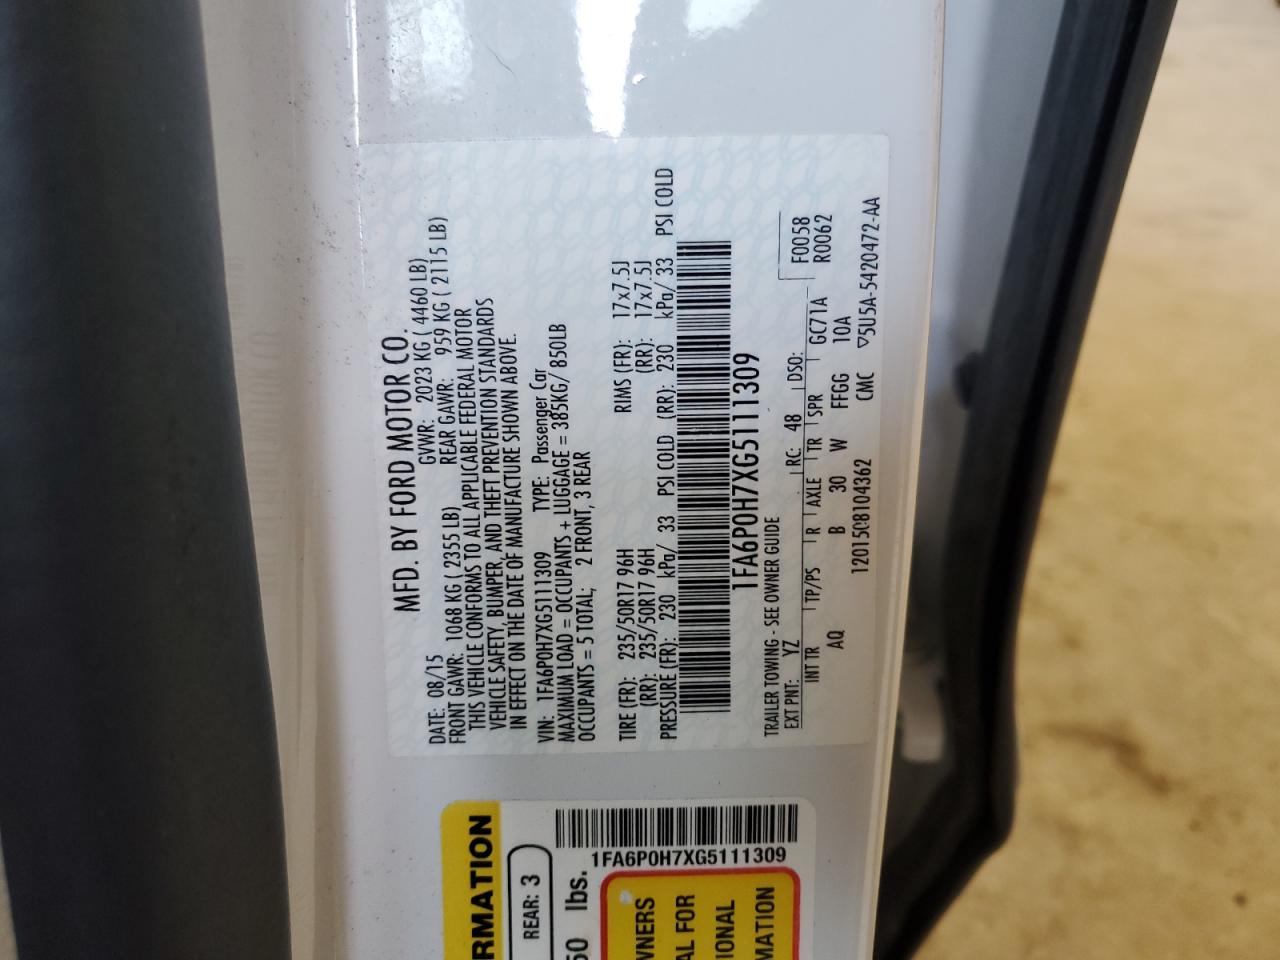 MFD. BY FORD MOTOR CO.
DATE: 08/15 GVWR: 2023 KG ( 4460 LB)
FRONT GAWR: 1068 KG ( 2355 LB) REAR GAWR: 959 KG ( 2115 LB)
THIS VEHICLE CONFORMS TO ALL APPLICABLE FEDERAL MOTOR
VEHICLE SAFETY, BUMPER, AND THEFT PREVENTION STANDARDS
IN EFFECT ON THE DATE OF MANUFACTURE SHOWN ABOVE.
VIN: 1FA6P0H7XG5111309 TYPE: Passenger Car
MAXIMUM LOAD = OCCUPANTS + LUGGAGE = 385KG/ 850LB
OCCUPANTS = 5 TOTAL; 2 FRONT, 3 REAR
TIRE (FR): 235/50R17 96H RIMS (FR): 17x7.5J
(RR): 235/50R17 96H (RR): 17x7.5J
PRESSURE (FR): 230 kPa/ 33 PSI COLD (RR): 230 kPa/ 33 PSI COLD
1FA6P0H7XG5111309
TRAILER TOWING - SEE OWNER GUIDE
EXT PNT: YZ RC: 48 DSO: F0058
R0062
INT TR TP/PS R AXLE TR SPR GC71A
AQ B 30 W FFGG 10A
1201508104362 CMC ▽5U5A-5420472-AA
RMATION
REAR: 3
1FA6P0H7XG5111309
50 lbs.
WNERS
AL FOR
IONAL
MATION